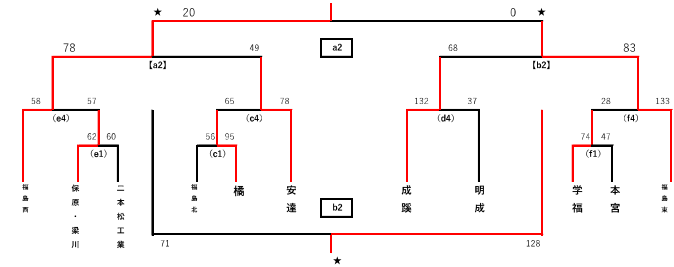 ★ 20 0 ★
a2
78 49 68 83
【a2】 【b2】
58 57 65 78 132 37 28 133
（e4） （c4） （d4） （f4）
62 60 56 95 74 47
（e1） （c1） （f1）
福島西
保原・梁川
二本松工業
福島北
橘
安達
成蹊
明成
学福
本宮
福島東
b2
71 128
★